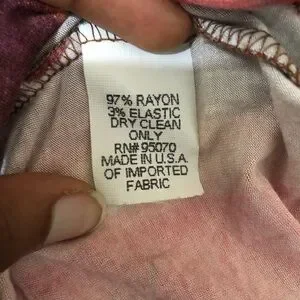 97% RAYON
3% ELASTIC
DRY CLEAN
ONLY
RN# 95070
MADE IN U.S.A.
OF IMPORTED
FABRIC